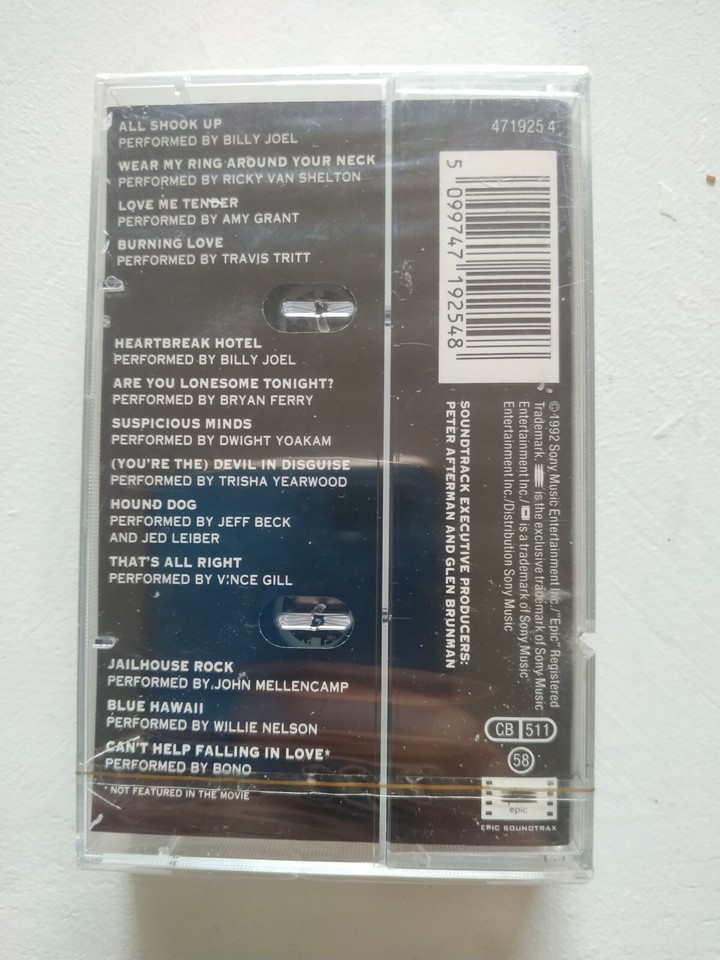 ALL SHOOK UP
PERFORMED BY BILLY JOEL
WEAR MY RING AROUND YOUR NECK
PERFORMED BY RICKY VAN SHELTON
LOVE ME TENDER
PERFORMED BY AMY GRANT
BURNING LOVE
PERFORMED BY TRAVIS TRITT
HEARTBREAK HOTEL
PERFORMED BY BILLY JOEL
ARE YOU LONESOME TONIGHT?
PERFORMED BY BRYAN FERRY
SUSPICIOUS MINDS
PERFORMED BY DWIGHT YOAKAM
(YOU'RE THE) DEVIL IN DISGUISE
PERFORMED BY TRISHA YEARWOOD
HOUND DOG
PERFORMED BY JEFF BECK
AND JED LEIBER
THAT'S ALL RIGHT
PERFORMED BY VINCE GILL
JAILHOUSE ROCK
PERFORMED BY JOHN MELLENCAMP
BLUE HAWAII
PERFORMED BY WILLIE NELSON
CAN'T HELP FALLING IN LOVE*
PERFORMED BY BONO
* NOT FEATURED IN THE MOVIE
471925 4
5 099747 192548
© 1992 Sony Music Entertainment Inc./"Epic" Registered
Trademark. is the exclusive trademark of Sony Music
Entertainment Inc./ is a trademark of Sony Music
Entertainment Inc./Distribution Sony Music
SOUNDTRACK EXECUTIVE PRODUCERS:
PETER AFTERMAN AND GLEN BRUNMAN
CB 511
58
epic
EPIC SOUNDTRAX